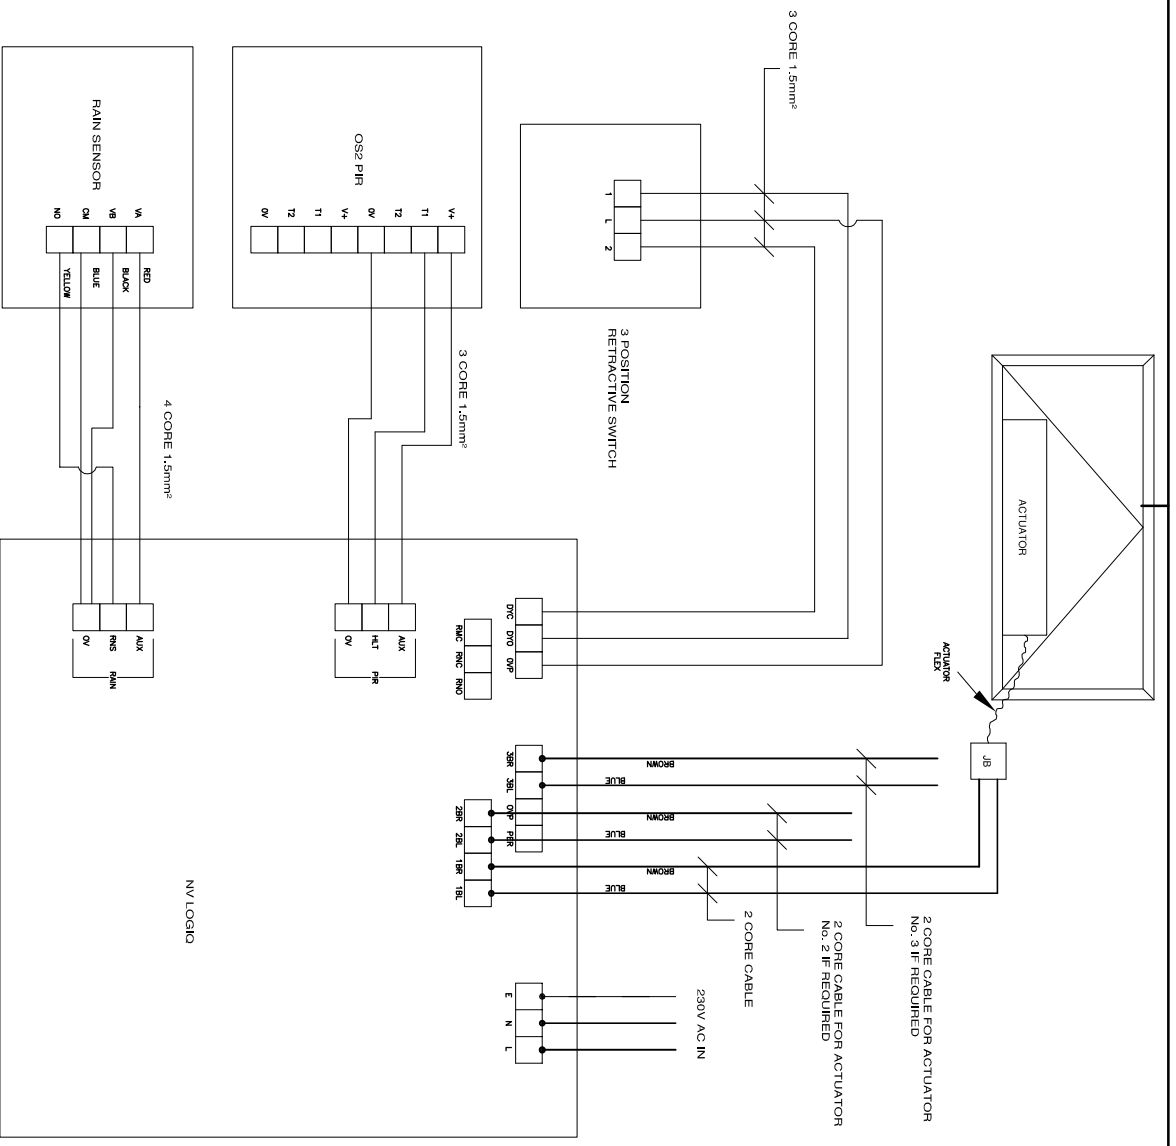 3 CORE 1.5mm²
RAIN SENSOR
NO
CM
VB
VA
YELLOW
BLUE
BLACK
RED
4 CORE 1.5mm²
OS2 PIR
0V
T2
T1
V+
0V
T2
T1
V+
3 CORE 1.5mm²
1
L
2
3 POSITION
RETRACTIVE SWITCH
ACTUATOR
ACTUATOR
FLEX
JB
0V
RNS
AUX
RAIN
0V
HLT
AUX
PIR
RMC
RNC
RNO
DYC
DYO
OVP
3BR
3BL
OVP
PER
2BR
2BL
1BR
1BL
BROWN
BLUE
BROWN
BLUE
BROWN
BLUE
2 CORE CABLE
2 CORE CABLE FOR ACTUATOR
No. 2 IF REQUIRED
2 CORE CABLE FOR ACTUATOR
No. 3 IF REQUIRED
E
N
L
230V AC IN
NV LOGIQ